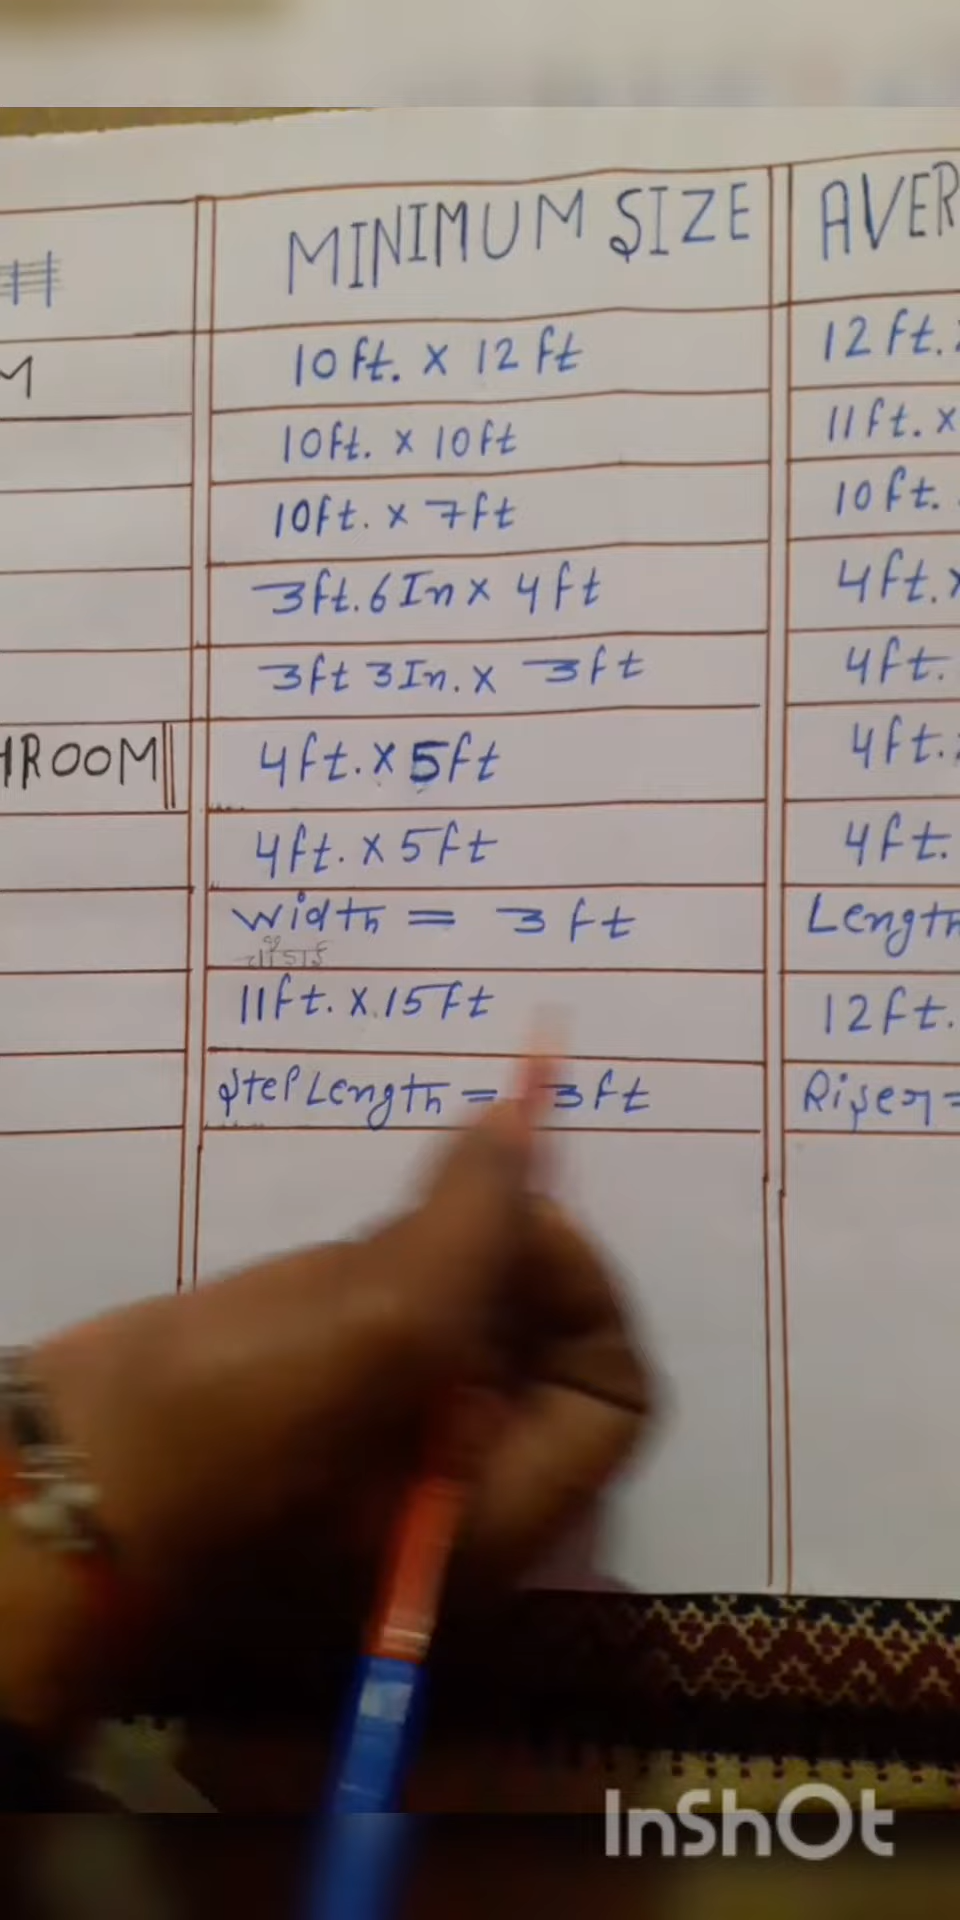 MINIMUM SIZE AVER
M 10ft. x 12ft 12ft.
10ft. x 10ft 11ft. x
10ft. x 7ft 10ft.
3ft. 6In x 4ft 4ft. x
3ft 3In. x 3ft 4ft.
HROOM 4ft. x 5ft 4ft.
4ft. x 5ft 4ft.
Width = 3ft Length
11ft. x 15ft 12ft.
Step Length = 3ft Riser =
InShOt